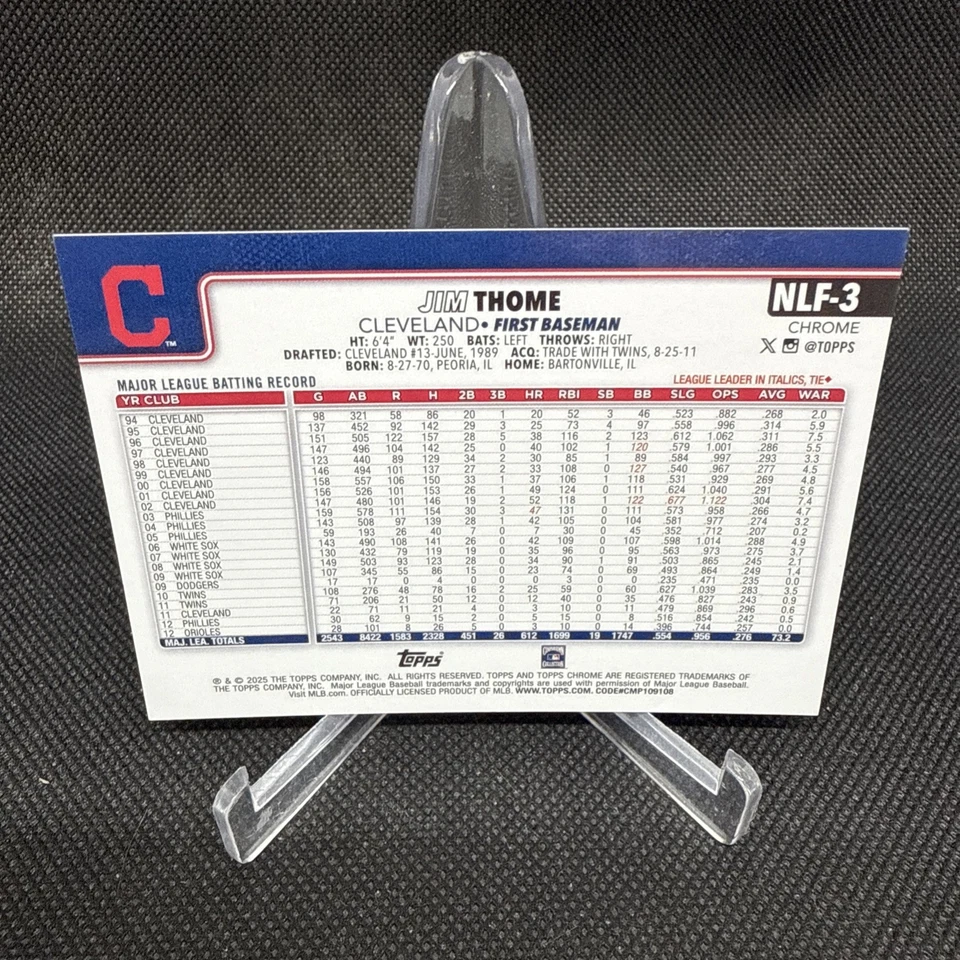 C
TM
JIM THOME
NLF-3
CLEVELAND • FIRST BASEMAN
CHROME
HT: 6'4" WT: 250 BATS: LEFT THROWS: RIGHT
X @TOPPS
DRAFTED: CLEVELAND #13-JUNE, 1989 ACQ: TRADE WITH TWINS, 8-25-11
BORN: 8-27-70, PEORIA, IL HOME: BARTONVILLE, IL
MAJOR LEAGUE BATTING RECORD LEAGUE LEADER IN ITALICS, TIE♦
YR CLUB G AB R H 2B 3B HR RBI SB BB SLG OPS AVG WAR
94 CLEVELAND 98 321 58 86 20 1 20 52 3 46 .523 .882 .268 2.0
95 CLEVELAND 137 452 92 142 29 3 25 73 4 97 .558 .996 .314 5.9
96 CLEVELAND 151 505 122 157 28 5 38 116 2 123 .612 1.062 .311 7.5
97 CLEVELAND 147 496 104 142 25 0 40 102 1 120 .579 1.001 .286 5.5
98 CLEVELAND 123 440 89 129 34 2 30 85 1 89 .584 .997 .293 3.3
99 CLEVELAND 146 494 101 137 27 2 33 108 0 127 .540 .967 .277 4.5
00 CLEVELAND 158 557 106 150 33 1 37 106 1 118 .531 .929 .269 4.8
01 CLEVELAND 156 526 101 153 26 1 49 124 0 111 .624 1.040 .291 5.6
02 CLEVELAND 147 480 101 146 19 2 52 118 1 122 .677 1.122 .304 7.4
03 PHILLIES 159 578 111 154 30 3 47 131 0 111 .573 .958 .266 4.7
04 PHILLIES 143 508 97 139 28 1 42 105 0 104 .581 .977 .274 3.2
05 PHILLIES 59 193 26 40 7 0 7 30 0 45 .352 .712 .207 0.2
06 WHITE SOX 143 490 108 141 26 0 42 109 0 107 .598 1.014 .288 4.9
07 WHITE SOX 130 432 79 119 19 0 35 96 0 95 .563 .973 .275 3.7
08 WHITE SOX 149 503 93 123 28 0 34 90 1 91 .503 .865 .245 2.1
09 WHITE SOX 107 345 55 86 15 0 23 74 0 69 .493 .864 .249 1.4
09 DODGERS 17 17 0 4 0 0 0 3 0 0 .235 .471 .235 0.0
10 TWINS 108 276 48 78 16 2 25 59 0 60 .627 1.039 .283 3.5
11 TWINS 71 206 21 50 12 0 12 40 0 35 .476 .827 .243 0.9
11 CLEVELAND 22 71 11 21 4 0 3 10 0 11 .479 .869 .296 0.6
12 PHILLIES 30 62 9 15 2 0 5 15 0 8 .516 .854 .242 0.5
12 ORIOLES 28 101 8 26 5 0 3 10 0 14 .396 .744 .257 0.0
MAJ. LEA. TOTALS 2543 8422 1583 2328 451 26 612 1699 19 1747 .554 .956 .276 73.2
Topps
® & © 2025 THE TOPPS COMPANY, INC. ALL RIGHTS RESERVED. TOPPS AND TOPPS CHROME ARE REGISTERED TRADEMARKS OF
THE TOPPS COMPANY, INC. Major League Baseball trademarks and copyrights are used with permission of Major League Baseball.
Visit MLB.com. OFFICIALLY LICENSED PRODUCT OF MLB. WWW.TOPPS.COM. CODE#CMP109108